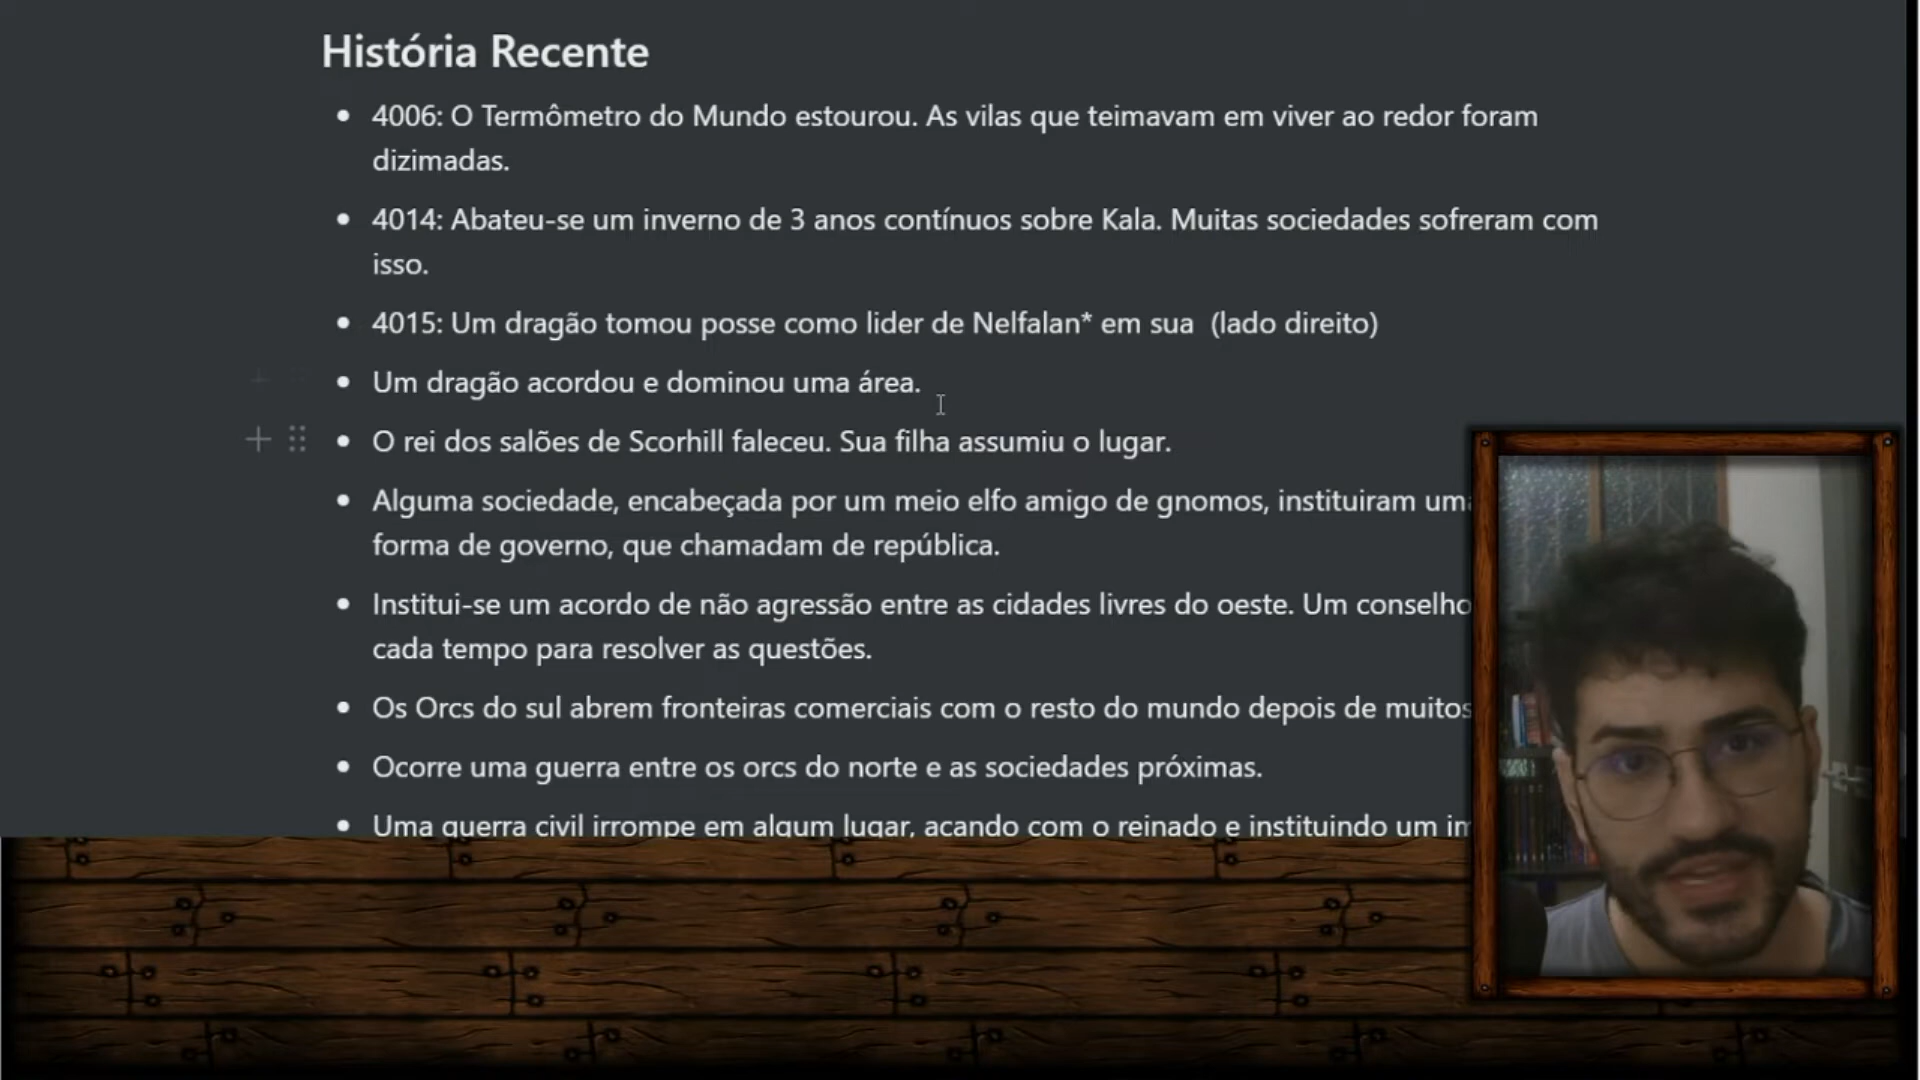 História Recente
4006: O Termômetro do Mundo estourou. As vilas que teimavam em viver ao redor foram
dizimadas.
4014: Abateu-se um inverno de 3 anos contínuos sobre Kala. Muitas sociedades sofreram com
isso.
4015: Um dragão tomou posse como lider de Nelfalan* em sua (lado direito)
Um dragão acordou e dominou uma área.
O rei dos salões de Scorhill faleceu. Sua filha assumiu o lugar.
Alguma sociedade, encabeçada por um meio elfo amigo de gnomos, instituiram uma
forma de governo, que chamadam de república.
Institui-se um acordo de não agressão entre as cidades livres do oeste. Um conselho
cada tempo para resolver as questões.
Os Orcs do sul abrem fronteiras comerciais com o resto do mundo depois de muitos
Ocorre uma guerra entre os orcs do norte e as sociedades próximas.
Uma guerra civil irrompe em algum lugar, acando com o reinado e instituindo um